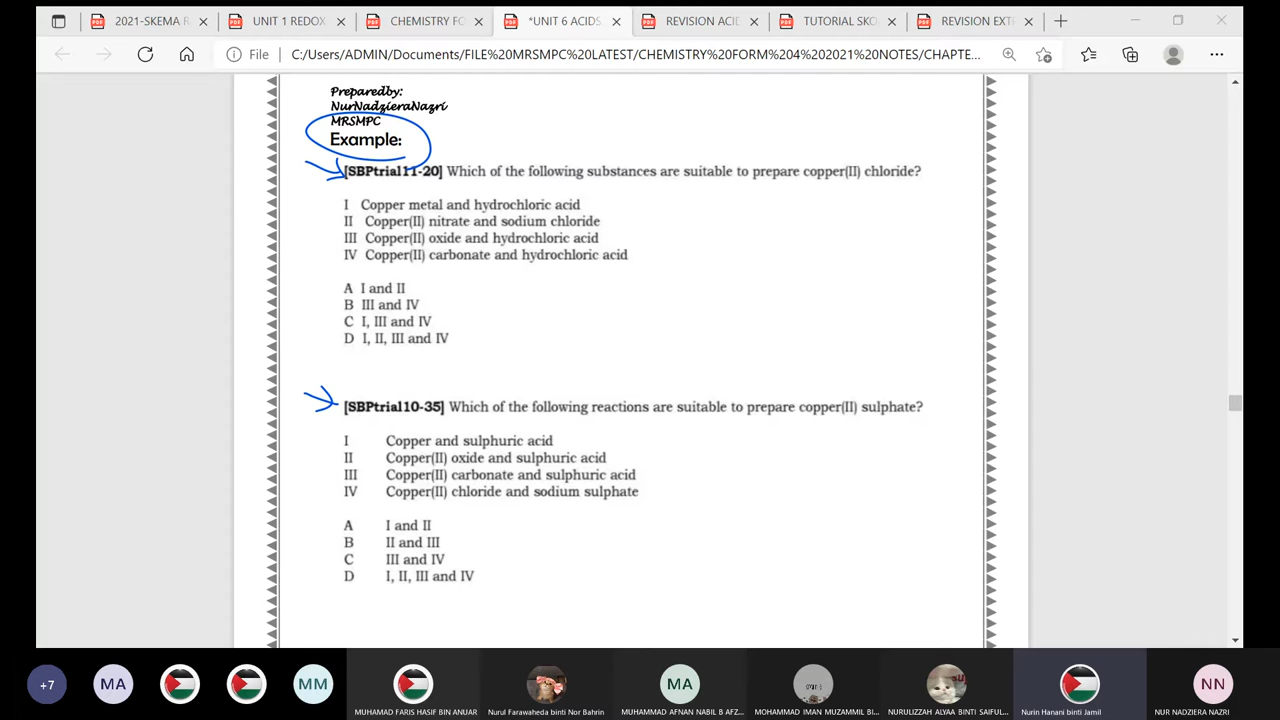 2021-SKEMA R
UNIT 1 REDOX
CHEMISTRY FO
*UNIT 6 ACIDS
REVISION ACID
TUTORIAL SKO
REVISION EXT
File
C:/Users/ADMIN/Documents/FILE%20MRSMPC%20LATEST/CHEMISTRY%20FORM%204%202021%20NOTES/CHAPTE...
Preparedby:
NurNadzieraNazri
MRSMPC
Example:
[SBPtrial11-20] Which of the following substances are suitable to prepare copper(II) chloride?
I Copper metal and hydrochloric acid
II Copper(II) nitrate and sodium chloride
III Copper(II) oxide and hydrochloric acid
IV Copper(II) carbonate and hydrochloric acid
A I and II
B III and IV
C I, III and IV
D I, II, III and IV
[SBPtrial10-35] Which of the following reactions are suitable to prepare copper(II) sulphate?
I Copper and sulphuric acid
II Copper(II) oxide and sulphuric acid
III Copper(II) carbonate and sulphuric acid
IV Copper(II) chloride and sodium sulphate
A I and II
B II and III
C III and IV
D I, II, III and IV
+7
MA
MM
MA
NN
MUHAMAD FARIS HASIF BIN ANUAR
Nurul Farawaheda binti Nor Bahrin
MUHAMMAD AFNAN NABIL B AFZ...
MOHAMMAD IMAN MUZAMMIL BI...
NURULIZZAH ALYAA BINTI SAIFUL...
Nurin Hanani binti Jamil
NUR NADZIERA NAZRI